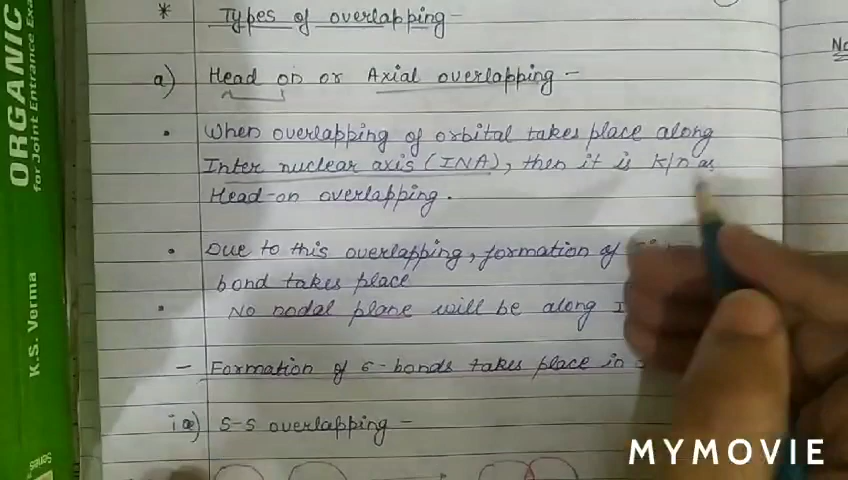 ORGANIC
for Joint Entrance Exa
K.S. Verma
* Types of overlapping -
a) Head on or Axial overlapping -
• When overlapping of orbital takes place along
Inter nuclear axis (INA), then it is k/n as
Head-on overlapping.
• Due to this overlapping, formation of
bond takes place
• No nodal plane will be along I
- Formation of σ-bonds takes place in
S-S overlapping -
No
MYMOVIE